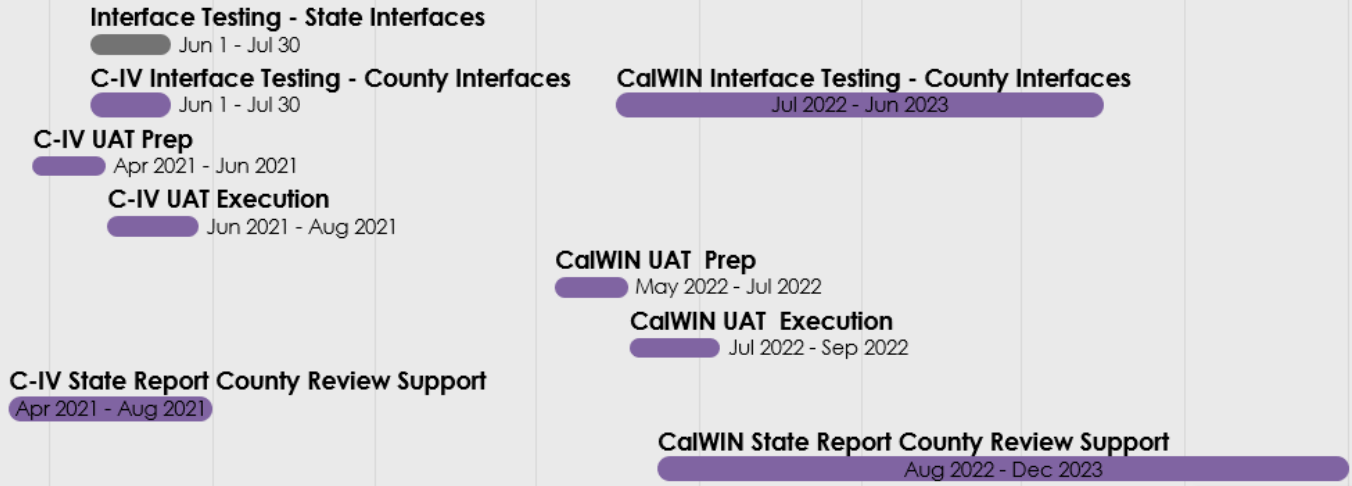 Interface Testing - State Interfaces
Jun 1 - Jul 30
C-IV Interface Testing - County Interfaces
Jun 1 - Jul 30
CalWIN Interface Testing - County Interfaces
Jul 2022 - Jun 2023
C-IV UAT Prep
Apr 2021 - Jun 2021
C-IV UAT Execution
Jun 2021 - Aug 2021
CalWIN UAT  Prep
May 2022 - Jul 2022
CalWIN UAT  Execution
Jul 2022 - Sep 2022
C-IV State Report County Review Support
Apr 2021 - Aug 2021
CalWIN State Report County Review Support
Aug 2022 - Dec 2023